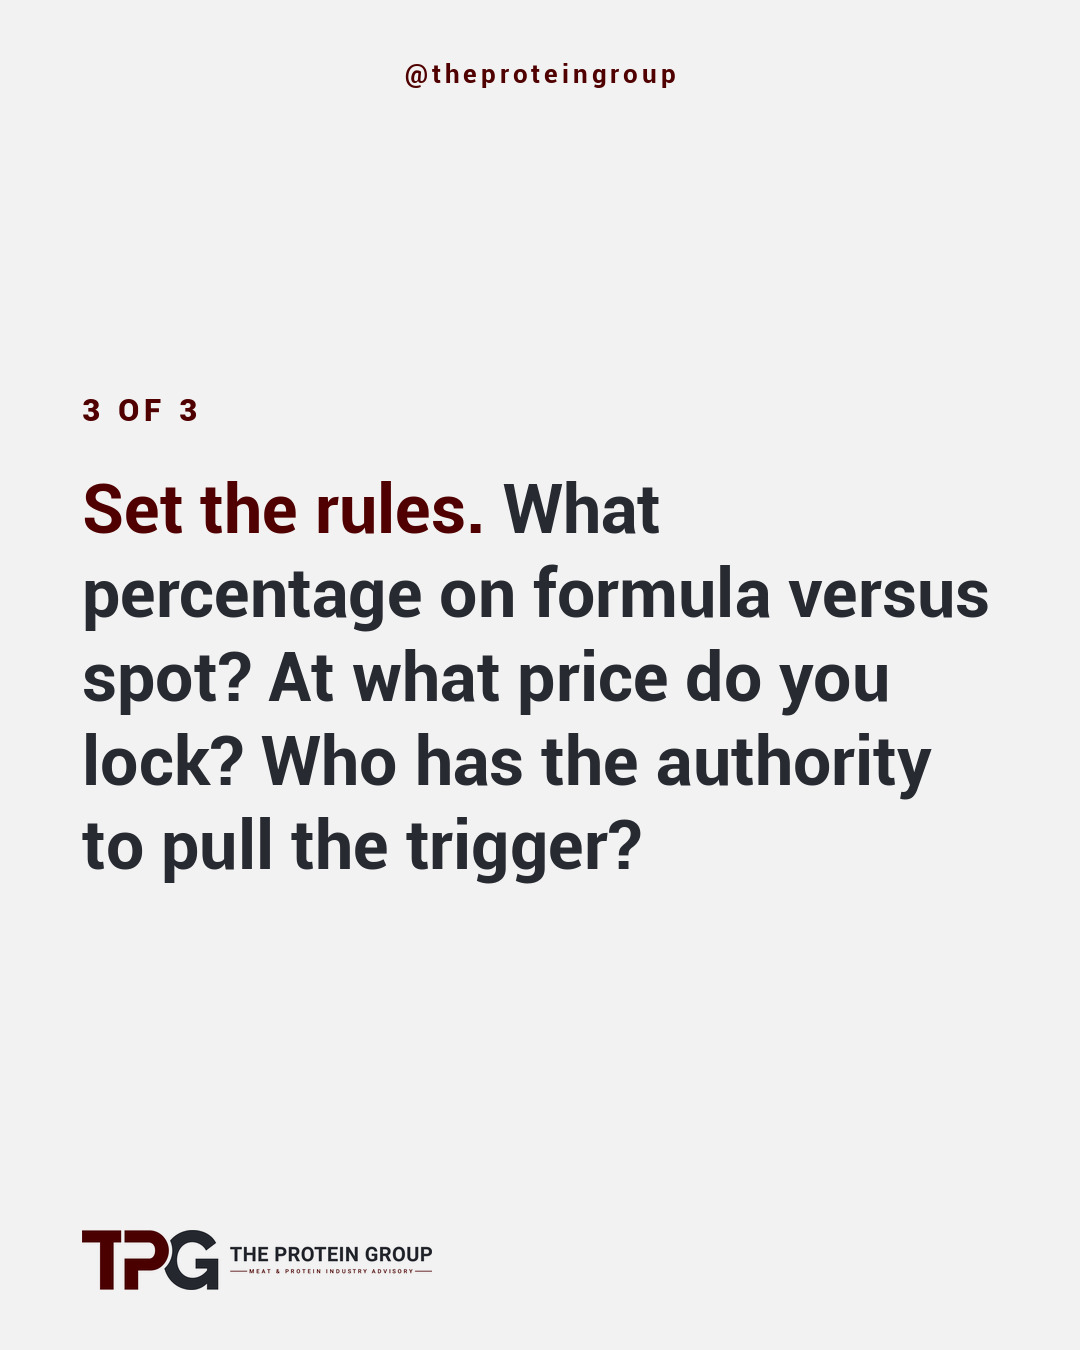 @theproteingroup
3 OF 3
Set the rules. What
percentage on formula versus
spot? At what price do you
lock? Who has the authority
to pull the trigger?
TPG
THE PROTEIN GROUP
MEAT & PROTEIN INDUSTRY ADVISORY